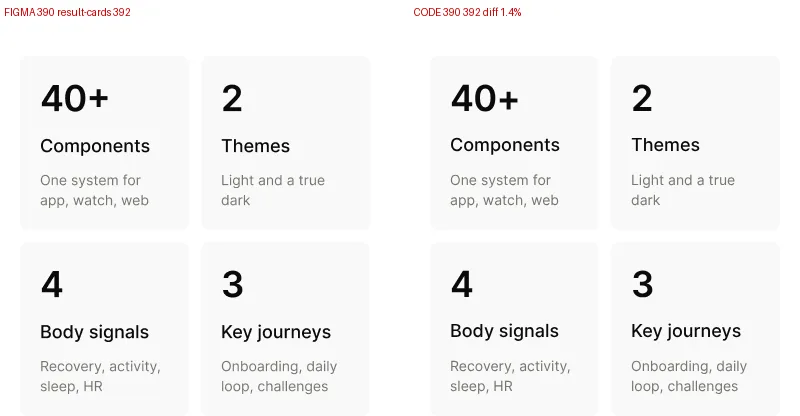 FIGMA 390 result-cards 392
CODE 390 392 diff 1.4%
40+
Components
One system for
app, watch, web
2
Themes
Light and a true
dark
4
Body signals
Recovery, activity,
sleep, HR
3
Key journeys
Onboarding, daily
loop, challenges
40+
Components
One system for
app, watch, web
2
Themes
Light and a true
dark
4
Body signals
Recovery, activity,
sleep, HR
3
Key journeys
Onboarding, daily
loop, challenges